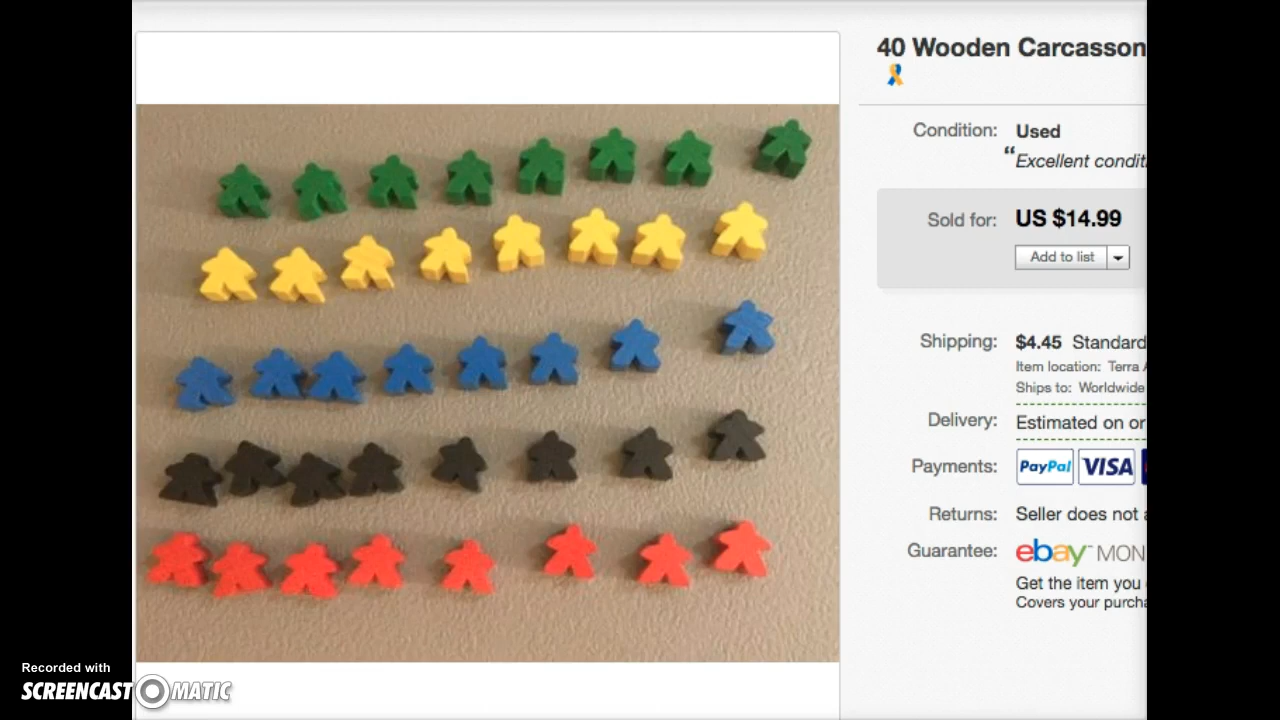 40 Wooden Carcasson
Condition: Used
“Excellent condit
Sold for: US $14.99
Add to list
Shipping: $4.45 Standard
Item location: Terra
Ships to: Worldwide
Delivery: Estimated on or
Payments: PayPal VISA
Returns: Seller does not
Guarantee: ebay MON
Get the item you
Covers your purcha
Recorded with
SCREENCAST O MATIC